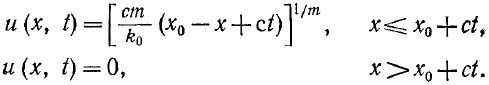 u (x, t) = [cm/k₀ (x₀ − x + ct)]^{1/m}, x ⩽ x₀ + ct,
u (x, t) = 0, x > x₀ + ct.